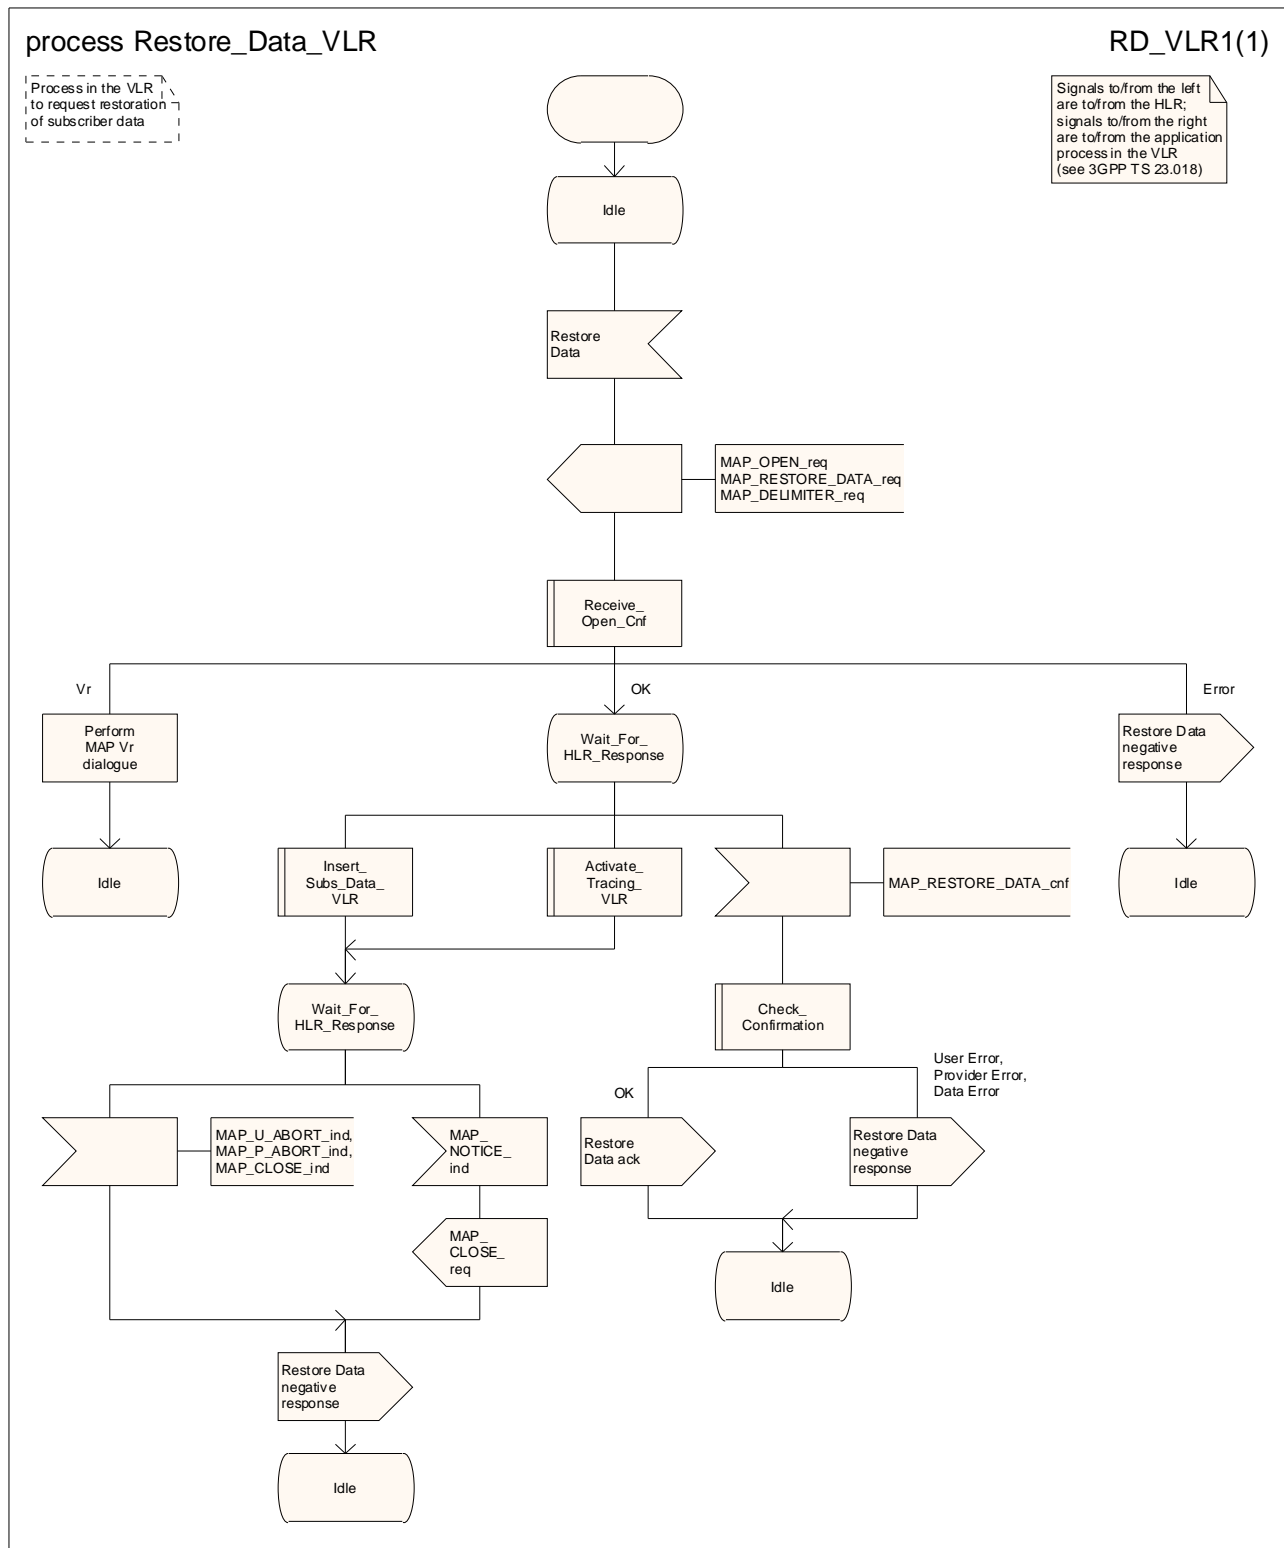 process Restore_Data_VLR
RD_VLR1(1)
Process in the VLR
to request restoration
of subscriber data
Signals to/from the left
are to/from the HLR;
signals to/from the right
are to/from the application
process in the VLR
(see 3GPP TS 23.018)
Idle
Restore
Data
MAP_OPEN_req
MAP_RESTORE_DATA_req
MAP_DELIMITER_req
Receive_
Open_Cnf
Vr
OK
Error
Perform
MAP Vr
dialogue
Wait_For_
HLR_Response
Restore Data
negative
response
Idle
Insert_
Subs_Data_
VLR
Activate_
Tracing_
VLR
MAP_RESTORE_DATA_cnf
Idle
Wait_For_
HLR_Response
Check_
Confirmation
OK
User Error,
Provider Error,
Data Error
MAP_U_ABORT_ind,
MAP_P_ABORT_ind,
MAP_CLOSE_ind
MAP_
NOTICE_
ind
Restore
Data ack
Restore Data
negative
response
MAP_
CLOSE_
req
Idle
Restore Data
negative
response
Idle